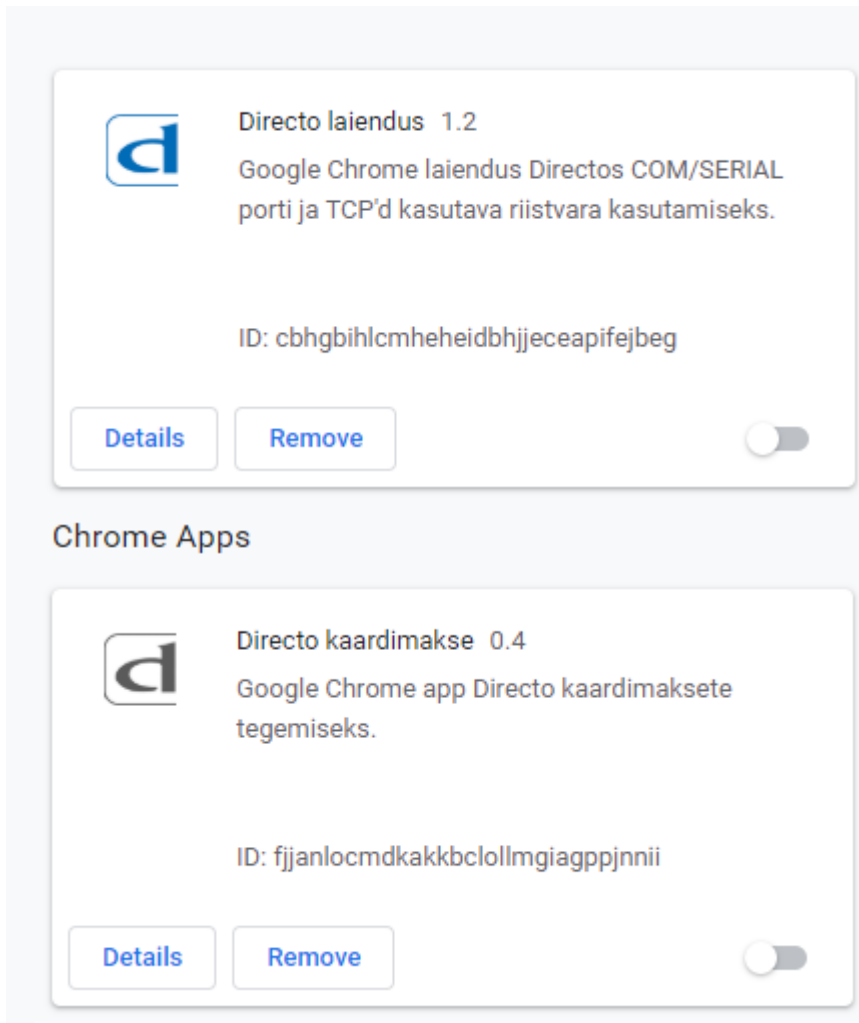 Directo laiendus 1.2
Google Chrome laiendus Directos COM/SERIAL
porti ja TCP'd kasutava riistvara kasutamiseks.
ID: cbhgbihlcmheheidbhjjeceapifejbeg
Details Remove
Chrome Apps
Directo kaardimakse 0.4
Google Chrome app Directo kaardimaksete
tegemiseks.
ID: fjjanlocmdkakkbclollmgiagppjnnii
Details Remove